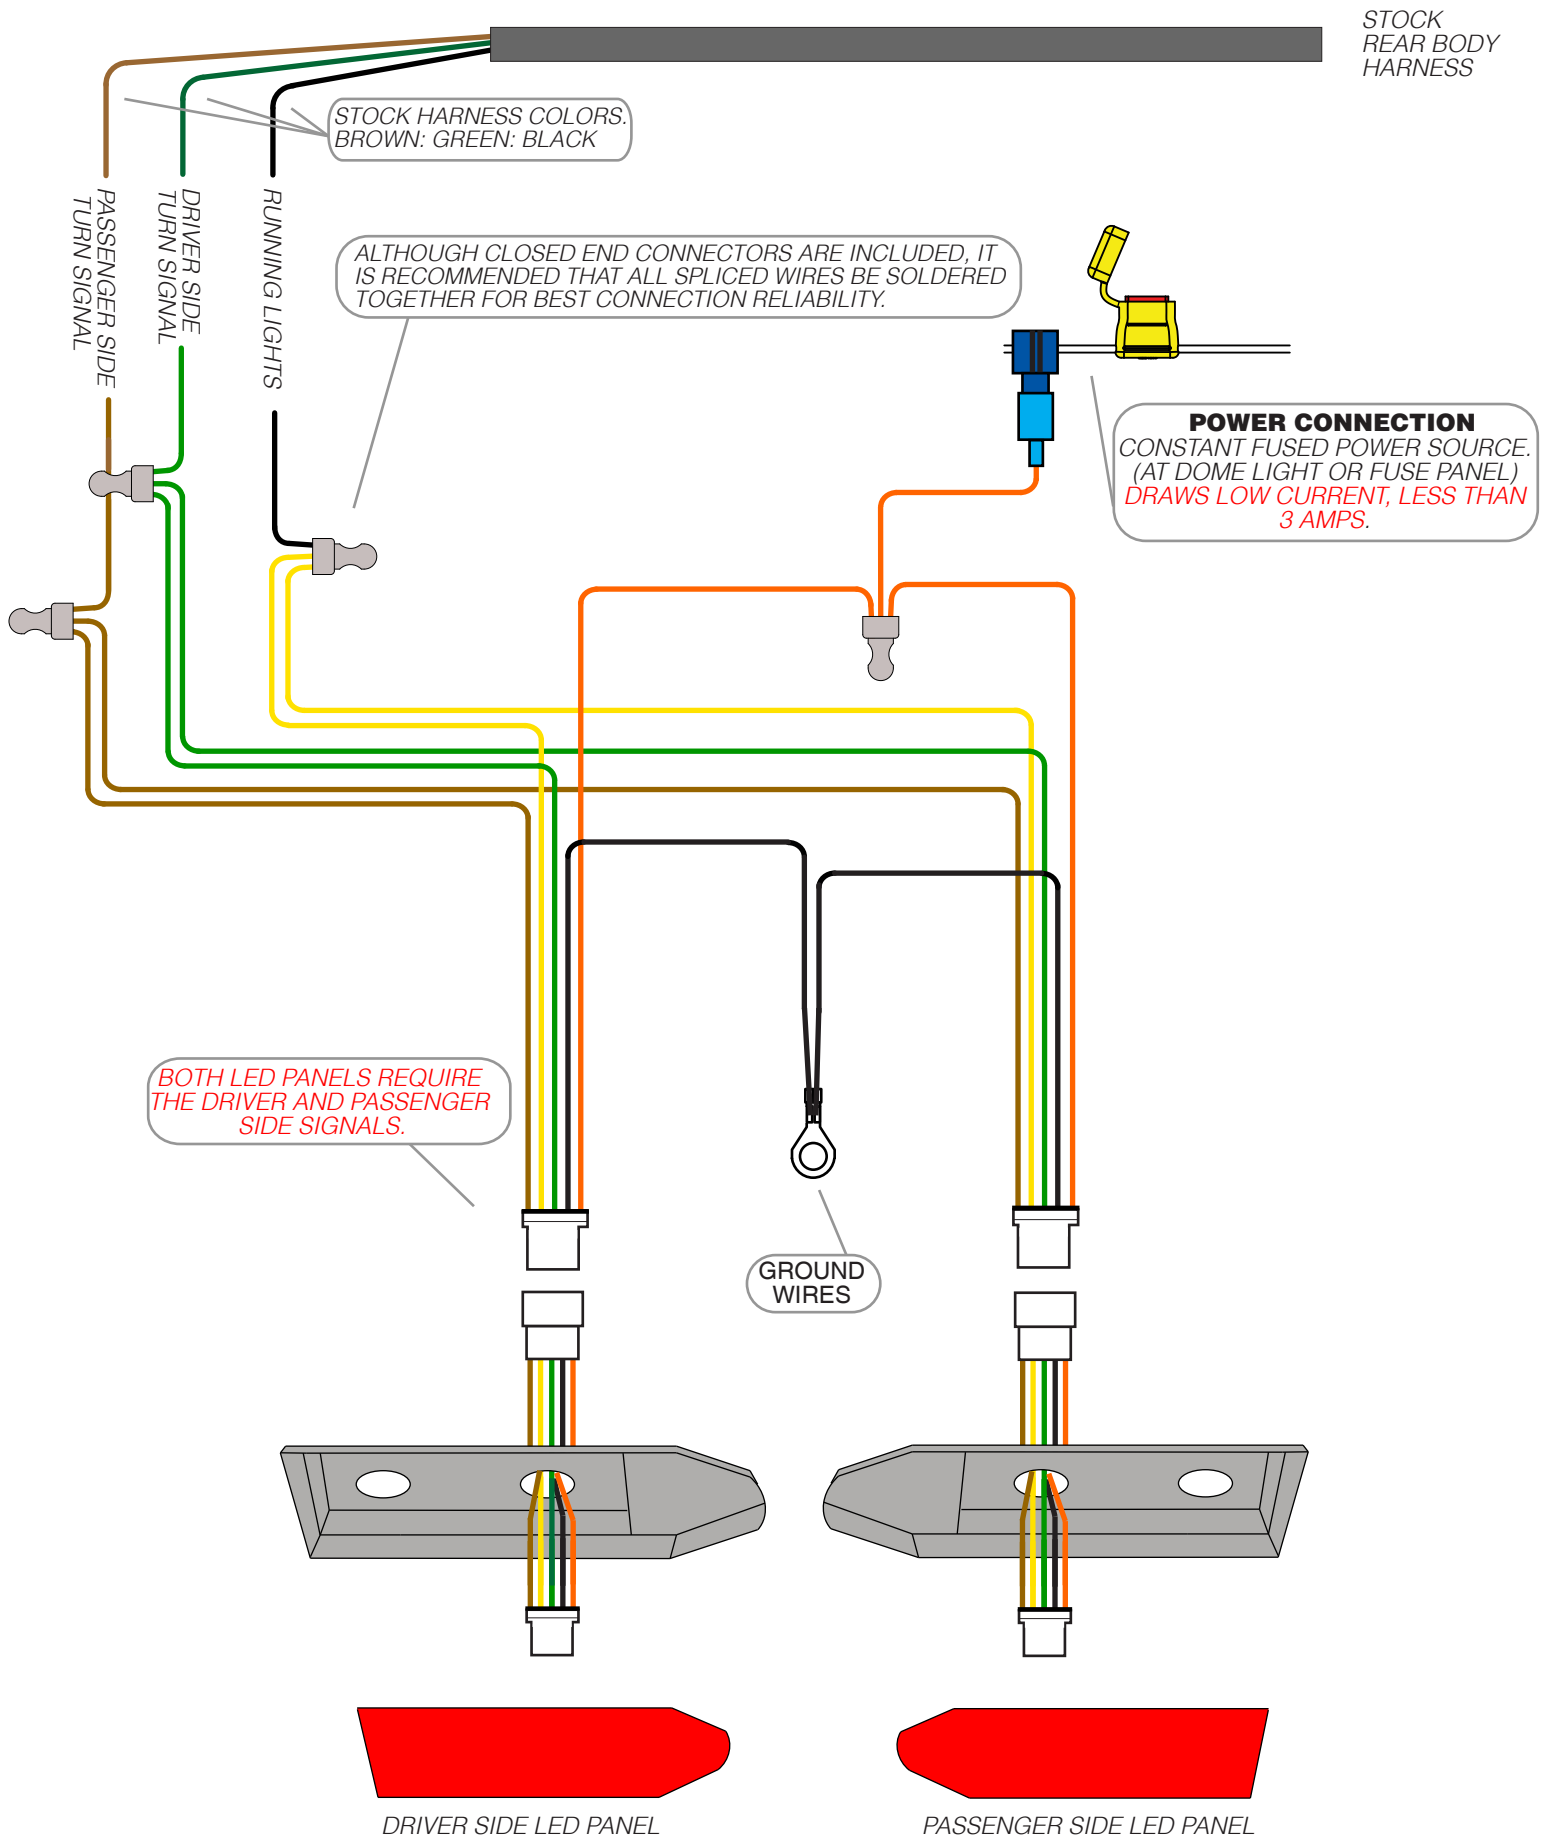 STOCK
REAR BODY
HARNESS
STOCK HARNESS COLORS.
BROWN: GREEN: BLACK
PASSENGER SIDE
TURN SIGNAL
DRIVER SIDE
TURN SIGNAL
RUNNING LIGHTS
ALTHOUGH CLOSED END CONNECTORS ARE INCLUDED, IT
IS RECOMMENDED THAT ALL SPLICED WIRES BE SOLDERED
TOGETHER FOR BEST CONNECTION RELIABILITY.
POWER CONNECTION
CONSTANT FUSED POWER SOURCE.
(AT DOME LIGHT OR FUSE PANEL)
DRAWS LOW CURRENT, LESS THAN
3 AMPS.
BOTH LED PANELS REQUIRE
THE DRIVER AND PASSENGER
SIDE SIGNALS.
GROUND
WIRES
DRIVER SIDE LED PANEL
PASSENGER SIDE LED PANEL